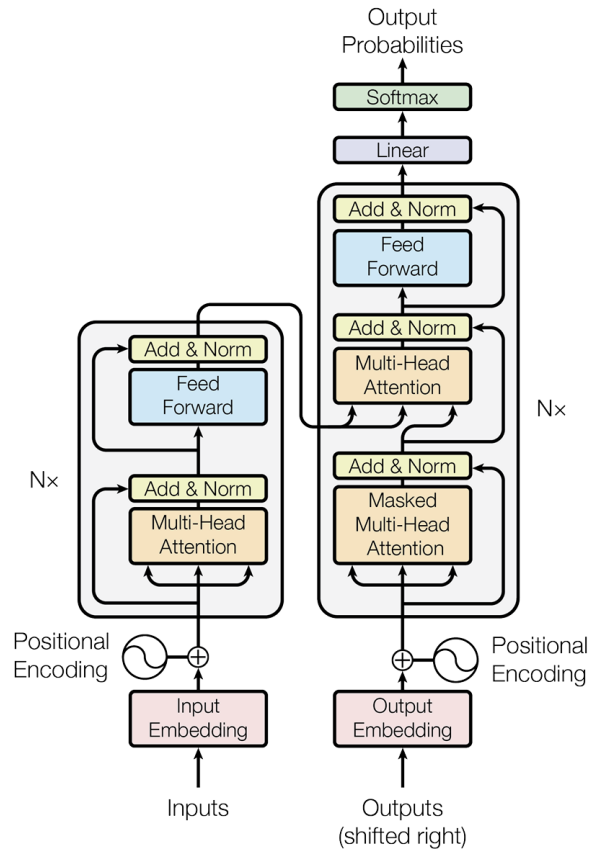 Output
Probabilities
Softmax
Linear
Add & Norm
Feed
Forward
Add & Norm
Multi-Head
Attention
Add & Norm
Masked
Multi-Head
Attention
Nx
Add & Norm
Feed
Forward
Add & Norm
Multi-Head
Attention
N×
Positional
Encoding
Positional
Encoding
Input
Embedding
Output
Embedding
Inputs
Outputs
(shifted right)